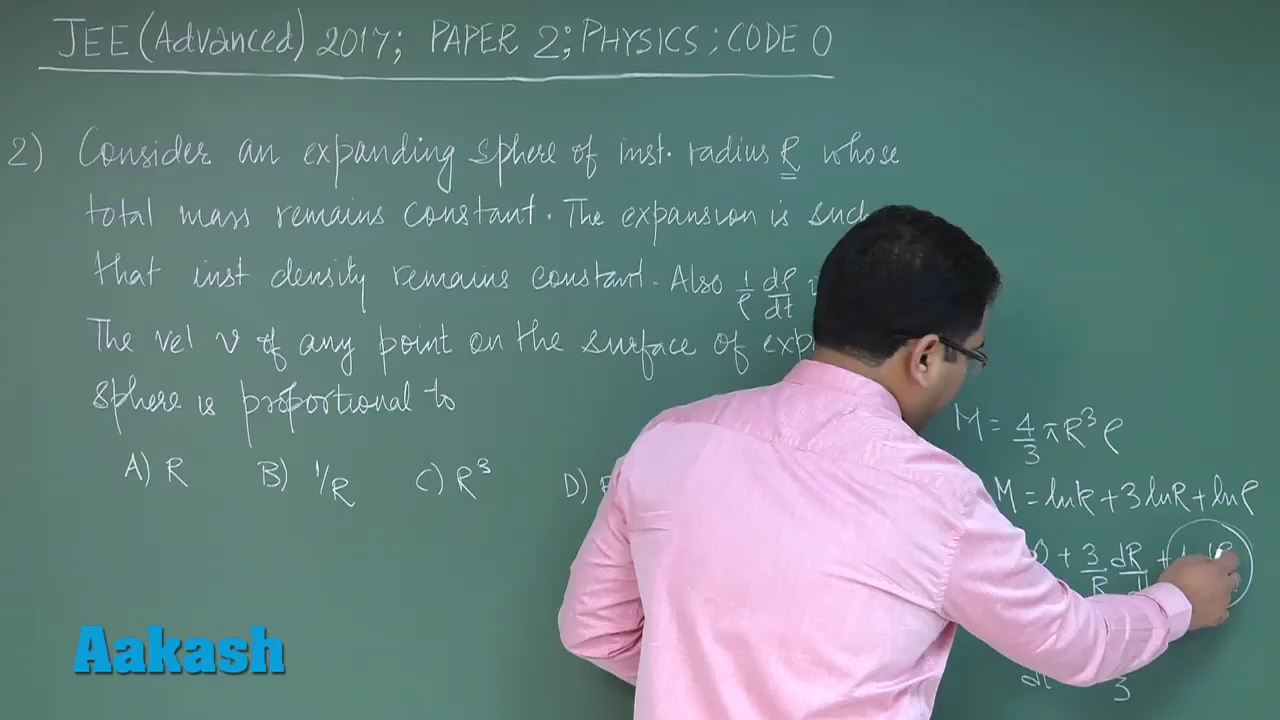 JEE (Advanced) 2017; PAPER 2; PHYSICS; CODE 0
2) Consider an expanding sphere of inst. radius R whose
total mass remains constant. The expansion is such
that inst density remains constant. Also 1/ρ dρ/dt
The vel v of any point on the surface of
sphere is proportional to
A) R B) 1/R C) R³ D)
M = 4/3 πR³ρ
M = lnk + 3lnR + lnρ
+ 3/R dR/
3
Aakash